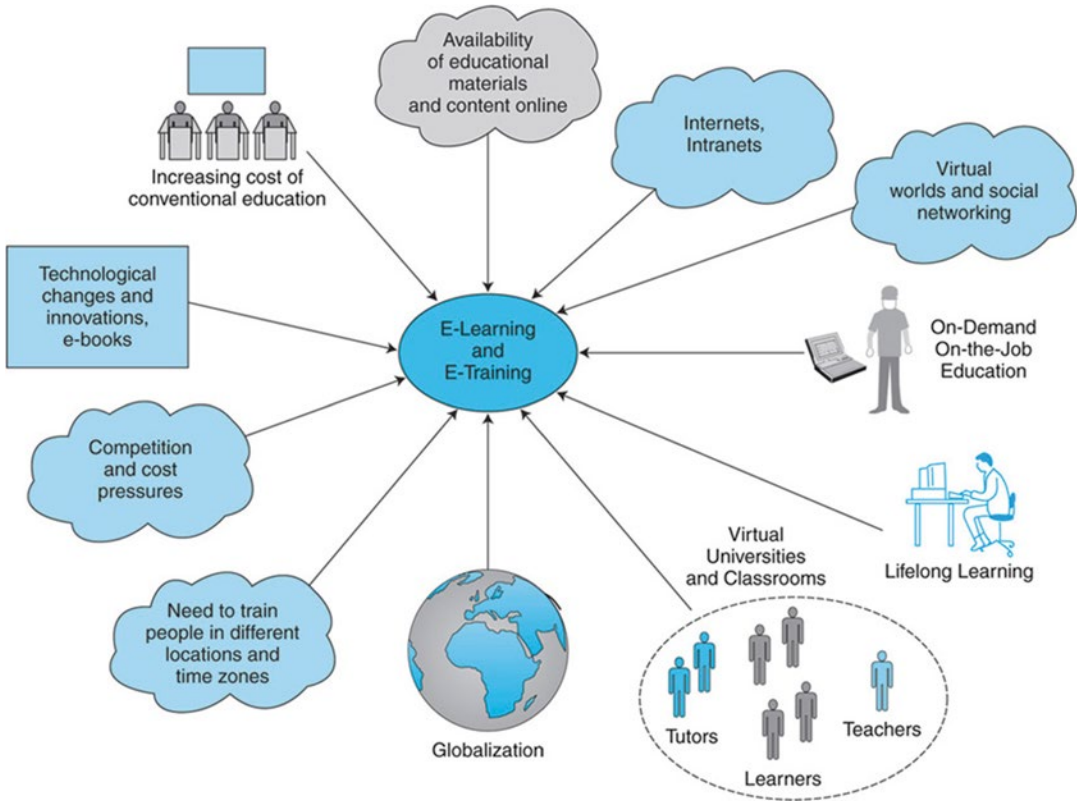 Availability
of educational
materials
and content online
Internets,
Intranets
Virtual
worlds and social
networking
Increasing cost of
conventional education
Technological
changes and
innovations,
e-books
E-Learning
and
E-Training
On-Demand
On-the-Job
Education
Competition
and cost
pressures
Lifelong Learning
Virtual
Universities
and Classrooms
Need to train
people in different
locations and
time zones
Globalization
Tutors
Learners
Teachers